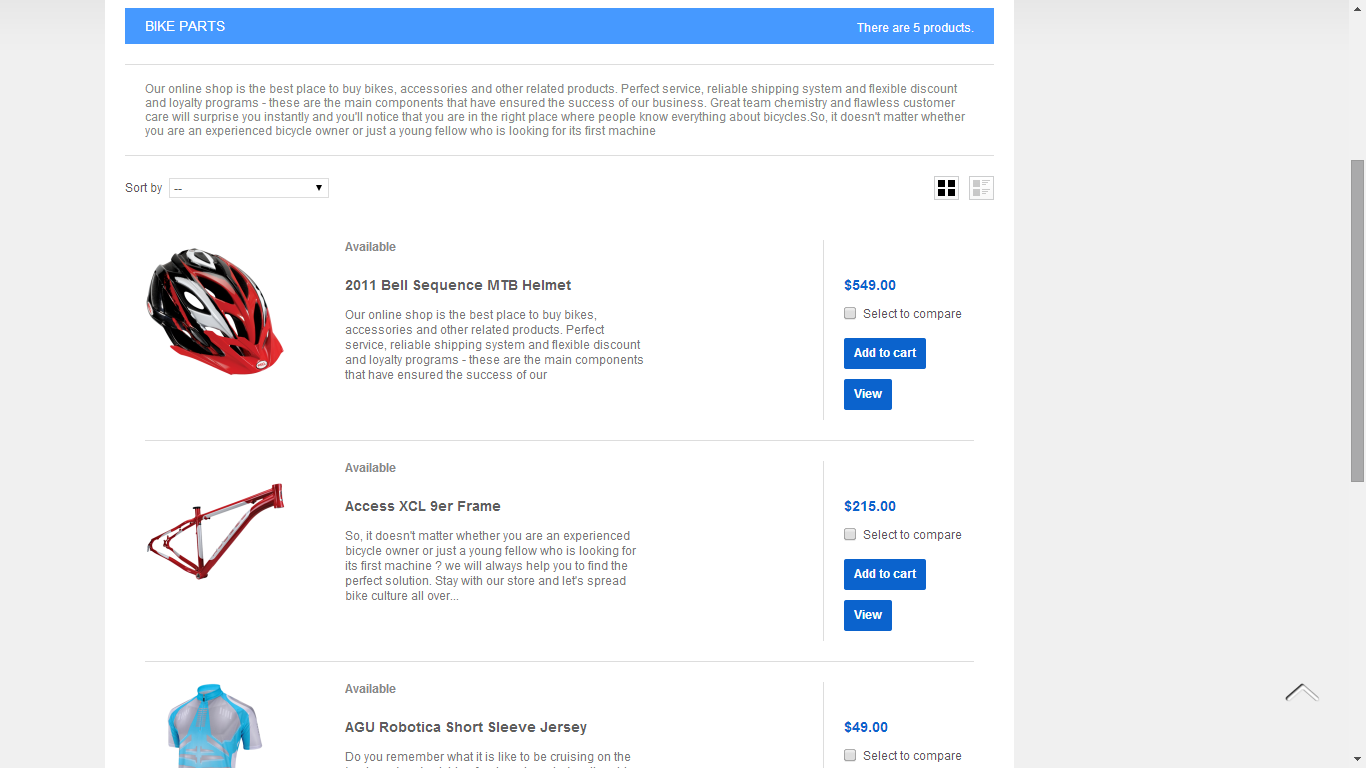 BIKE PARTS
There are 5 products.
Our online shop is the best place to buy bikes, accessories and other related products. Perfect service, reliable shipping system and flexible discount
and loyalty programs - these are the main components that have ensured the success of our business. Great team chemistry and flawless customer
care will surprise you instantly and you'll notice that you are in the right place where people know everything about bicycles.So, it doesn't matter whether
you are an experienced bicycle owner or just a young fellow who is looking for its first machine
Sort by --
Available
2011 Bell Sequence MTB Helmet
Our online shop is the best place to buy bikes,
accessories and other related products. Perfect
service, reliable shipping system and flexible discount
and loyalty programs - these are the main components
that have ensured the success of our
$549.00
Select to compare
Add to cart
View
Available
Access XCL 9er Frame
So, it doesn't matter whether you are an experienced
bicycle owner or just a young fellow who is looking for
its first machine ? we will always help you to find the
perfect solution. Stay with our store and let's spread
bike culture all over...
$215.00
Select to compare
Add to cart
View
Available
AGU Robotica Short Sleeve Jersey
Do you remember what it is like to be cruising on the
$49.00
Select to compare